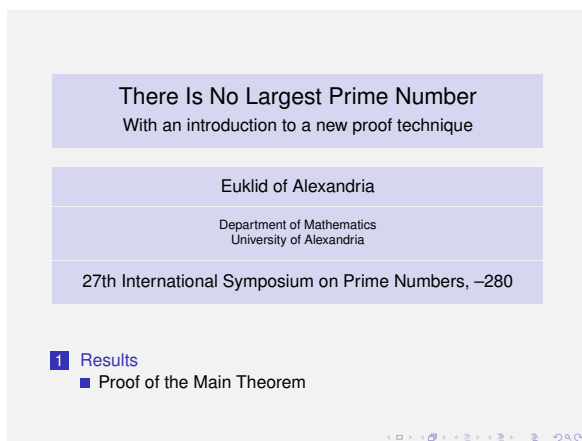 There Is No Largest Prime Number
With an introduction to a new proof technique
Euklid of Alexandria
Department of Mathematics
University of Alexandria
27th International Symposium on Prime Numbers, –280
1 Results
Proof of the Main Theorem